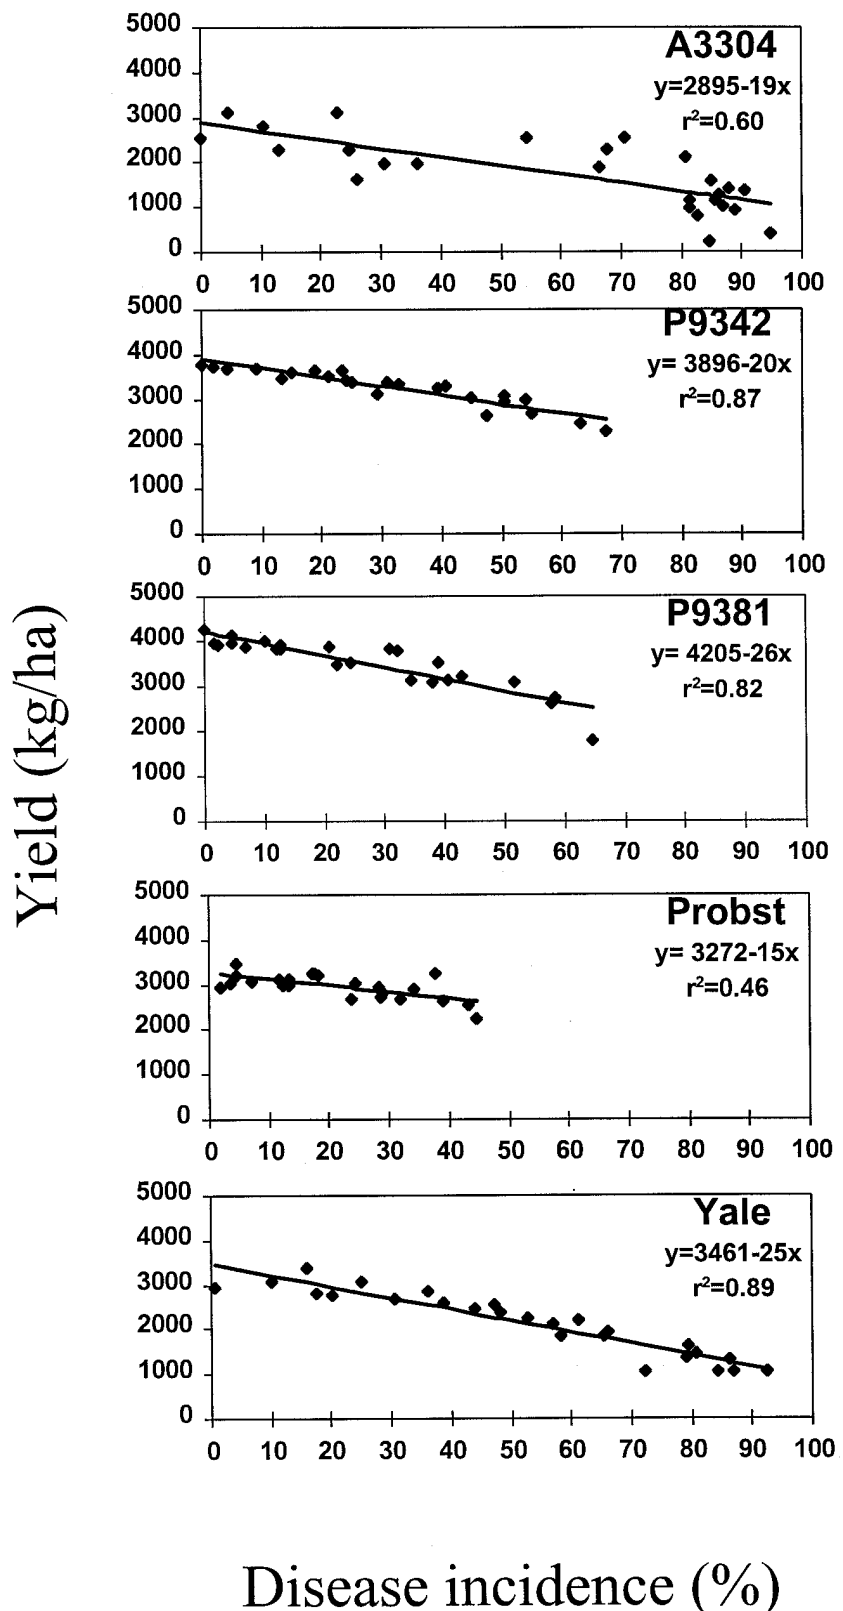 Yield (kg/ha)
5000
4000
3000
2000
1000
0
A3304
y=2895-19x
r²=0.60
0 10 20 30 40 50 60 70 80 90 100
5000
4000
3000
2000
1000
0
P9342
y= 3896-20x
r²=0.87
0 10 20 30 40 50 60 70 80 90 100
5000
4000
3000
2000
1000
0
P9381
y= 4205-26x
r²=0.82
0 10 20 30 40 50 60 70 80 90 100
5000
4000
3000
2000
1000
0
Probst
y= 3272-15x
r²=0.46
0 10 20 30 40 50 60 70 80 90 100
5000
4000
3000
2000
1000
0
Yale
y=3461-25x
r²=0.89
0 10 20 30 40 50 60 70 80 90 100
Disease incidence (%)